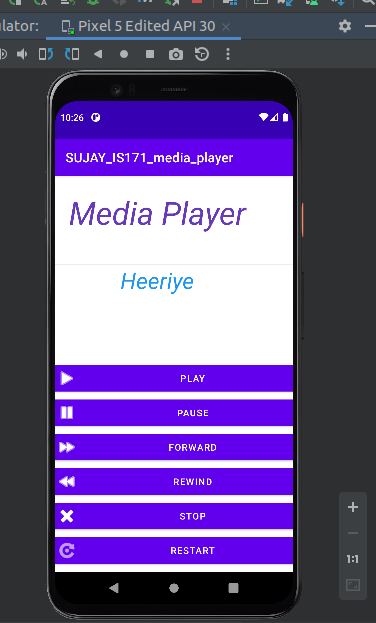 ulator:
Pixel 5 Edited API 30
10:26
SUJAY_IS171_media_player
Media Player
Heeriye
PLAY
PAUSE
FORWARD
REWIND
STOP
RESTART
1:1